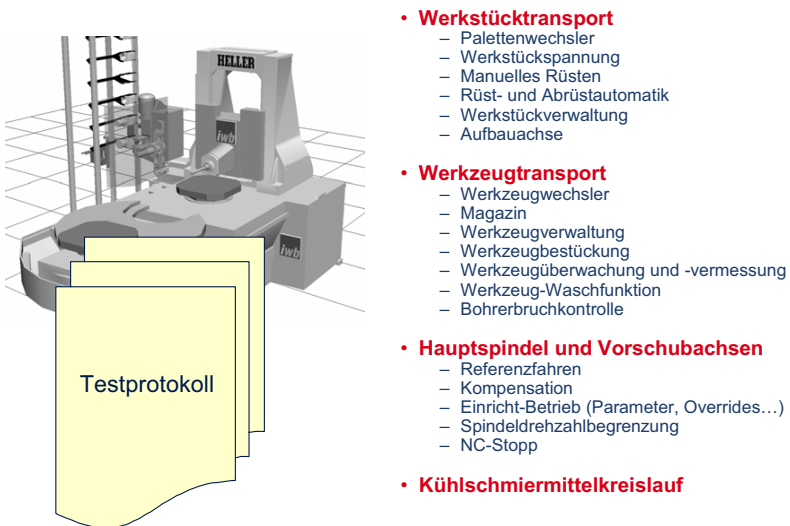 HELLER
iwb
iwb
Testprotokoll
• Werkstücktransport
– Palettenwechsler
– Werkstückspannung
– Manuelles Rüsten
– Rüst- und Abrüstautomatik
– Werkstückverwaltung
– Aufbauachse
• Werkzeugtransport
– Werkzeugwechsler
– Magazin
– Werkzeugverwaltung
– Werkzeugbestückung
– Werkzeugüberwachung und -vermessung
– Werkzeug-Waschfunktion
– Bohrerbruchkontrolle
• Hauptspindel und Vorschubachsen
– Referenzfahren
– Kompensation
– Einricht-Betrieb (Parameter, Overrides…)
– Spindeldrehzahlbegrenzung
– NC-Stopp
• Kühlschmiermittelkreislauf